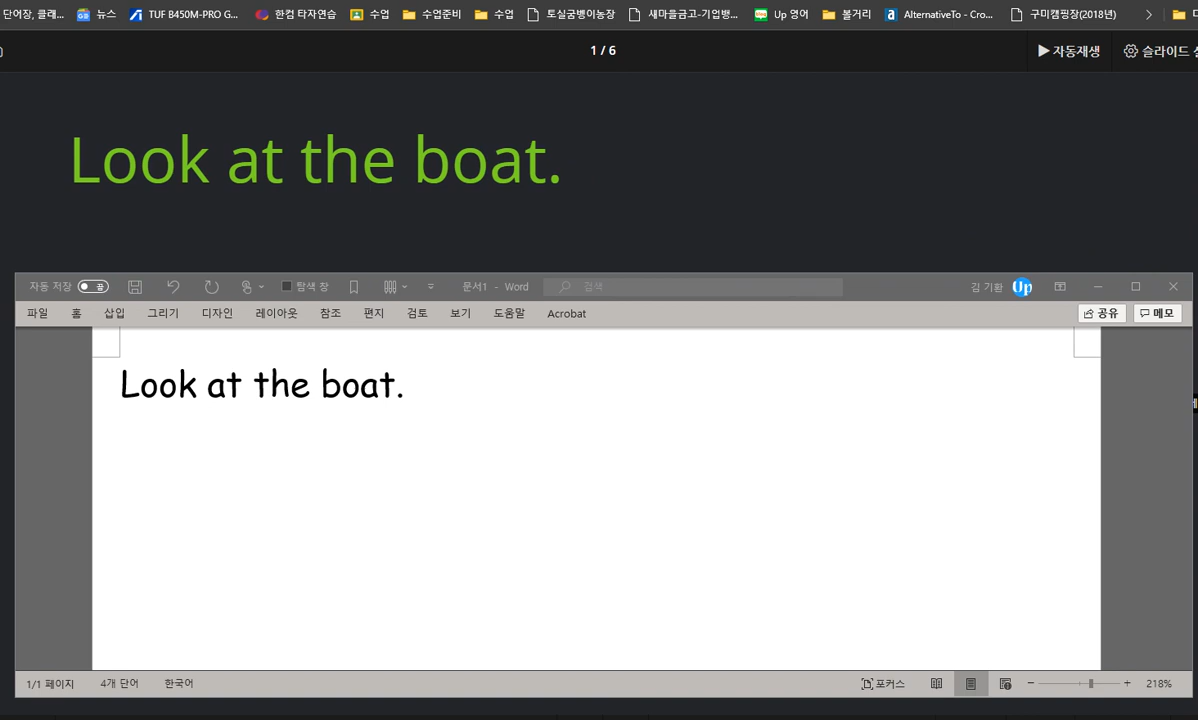 단어장, 클래... 뉴스 TUF B450M-PRO G... 한컴 타자연습 수업 수업준비 수업 토실굼벵이농장 새마을금고-기업뱅... Up 영어 볼거리 AlternativeTo - Cro... 구미캠핑장(2018년)
1 / 6 자동재생 슬라이드
Look at the boat.
자동 저장 끔 탐색 창 문서1 - Word 검색 김 기환 Up
파일 홈 삽입 그리기 디자인 레이아웃 참조 편지 검토 보기 도움말 Acrobat 공유 메모
Look at the boat.
1/1 페이지 4개 단어 한국어 포커스 218%